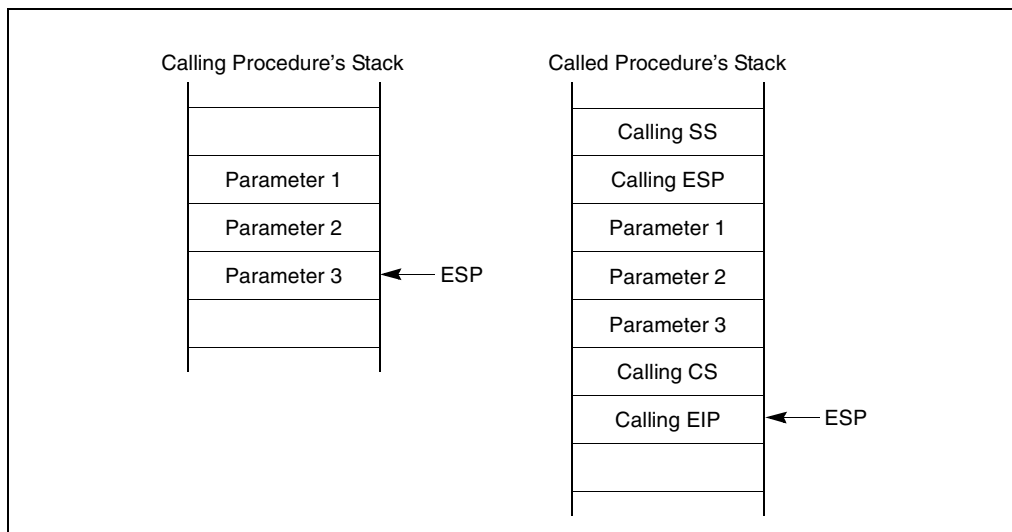 Calling Procedure's Stack
Parameter 1
Parameter 2
Parameter 3
ESP
Called Procedure's Stack
Calling SS
Calling ESP
Parameter 1
Parameter 2
Parameter 3
Calling CS
Calling EIP
ESP